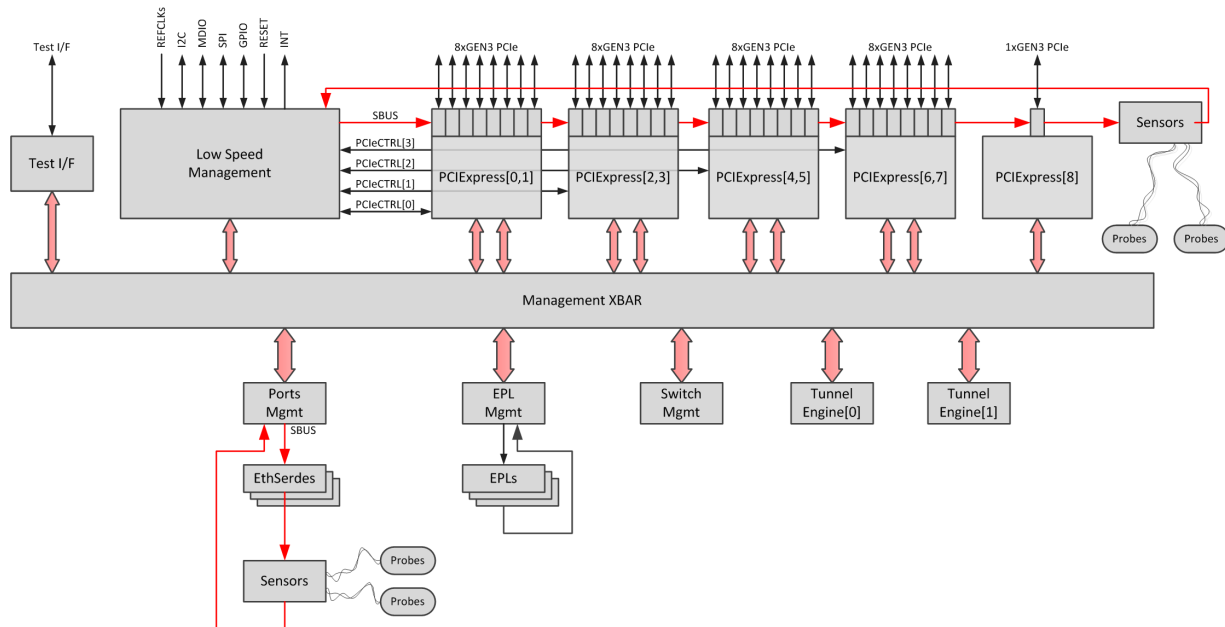 Test I/F
REFCLKs
I2C
MDIO
SPI
GPIO
RESET
INT
8xGEN3 PCIe
8xGEN3 PCIe
8xGEN3 PCIe
8xGEN3 PCIe
1xGEN3 PCIe
Test I/F
Low Speed
Management
SBUS
PCIeCTRL[3]
PCIeCTRL[2]
PCIeCTRL[1]
PCIeCTRL[0]
PCIExpress[0,1]
PCIExpress[2,3]
PCIExpress[4,5]
PCIExpress[6,7]
PCIExpress[8]
Sensors
Probes
Probes
Management XBAR
Ports
Mgmt
EPL
Mgmt
Switch
Mgmt
Tunnel
Engine[0]
Tunnel
Engine[1]
SBUS
EthSerdes
EPLs
Sensors
Probes
Probes